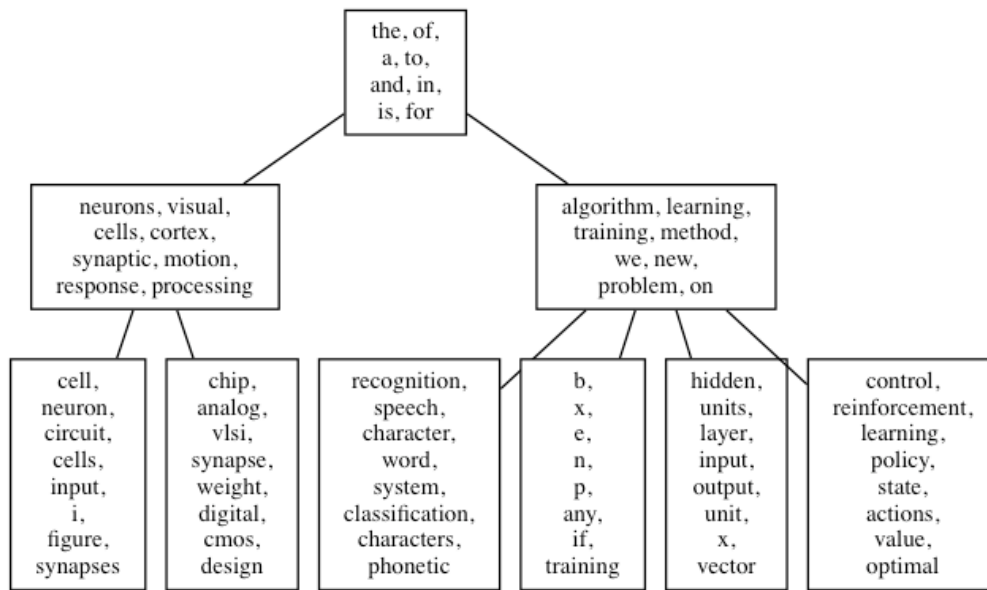 the, of,
a, to,
and, in,
is, for
neurons, visual,
cells, cortex,
synaptic, motion,
response, processing
algorithm, learning,
training, method,
we, new,
problem, on
cell,
neuron,
circuit,
cells,
input,
i,
figure,
synapses
chip,
analog,
vlsi,
synapse,
weight,
digital,
cmos,
design
recognition,
speech,
character,
word,
system,
classification,
characters,
phonetic
b,
x,
e,
n,
p,
any,
if,
training
hidden,
units,
layer,
input,
output,
unit,
x,
vector
control,
reinforcement,
learning,
policy,
state,
actions,
value,
optimal